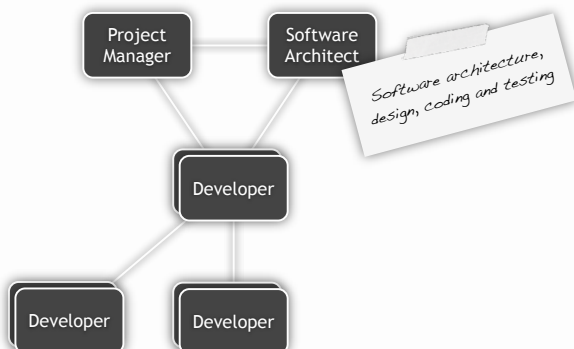 Project
Manager
Software
Architect
Software architecture,
design, coding and testing
Developer
Developer
Developer